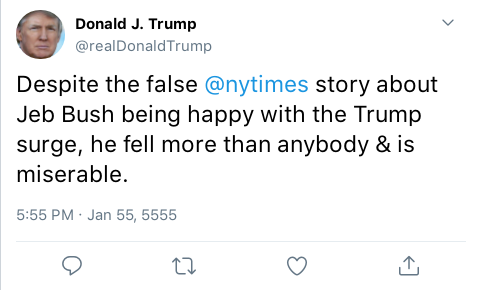 Donald J. Trump
@realDonaldTrump
Despite the false @nytimes story about
Jeb Bush being happy with the Trump
surge, he fell more than anybody & is
miserable.
5:55 PM · Jan 55, 5555